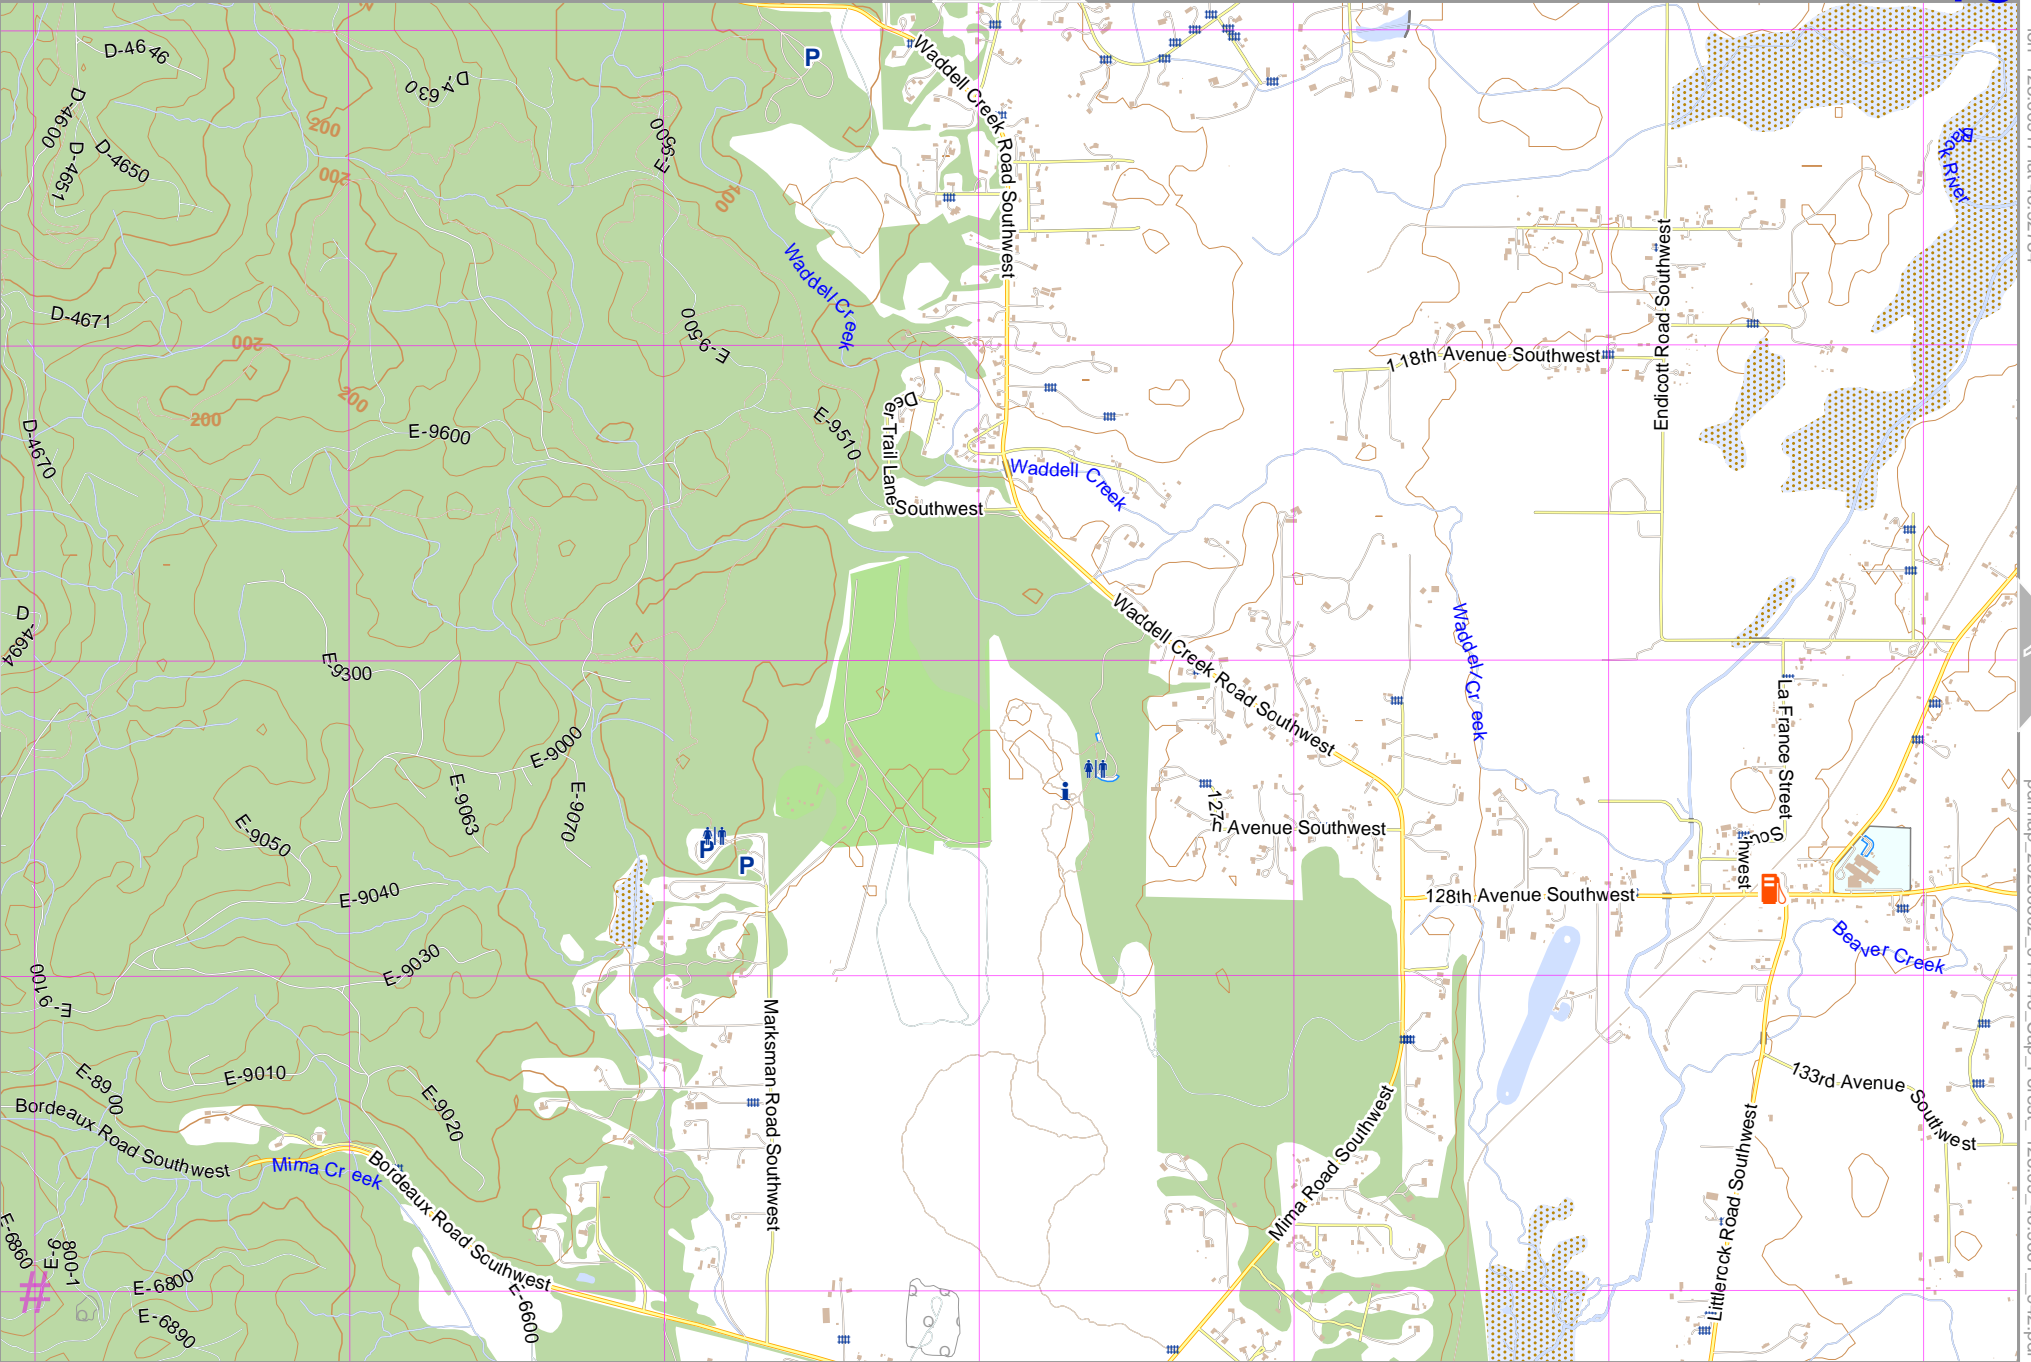 D-4646
D-4630
P
Waddell Creek Road Southwest
D-4600
D-4651
D-4650
200
200
E-5500
100
Black River
Waddell Creek
D-4671
200
E-9500
118th Avenue Southwest
Endicott Road Southwest
200
200
D-4670
E-9600
E-9510
Deer Trail Lane Southwest
Waddell Creek
D-4694
E-9300
Waddell Creek Road Southwest
Waddell Creek
La France Street Southwest
E-9000
E-9063
E-9070
E-9050
i
127th Avenue Southwest
P
P
E-9040
128th Avenue Southwest
Beaver Creek
E-9030
E-9100
Marksman Road Southwest
E-8900
E-9010
E-9020
133rd Avenue Southwest
Bordeaux Road Southwest
Mima Creek
Bordeaux Road Southwest
Mima Road Southwest
Littlerock Road Southwest
E-6860
E-6800-1
E-6800
E-6890
E-6600
#